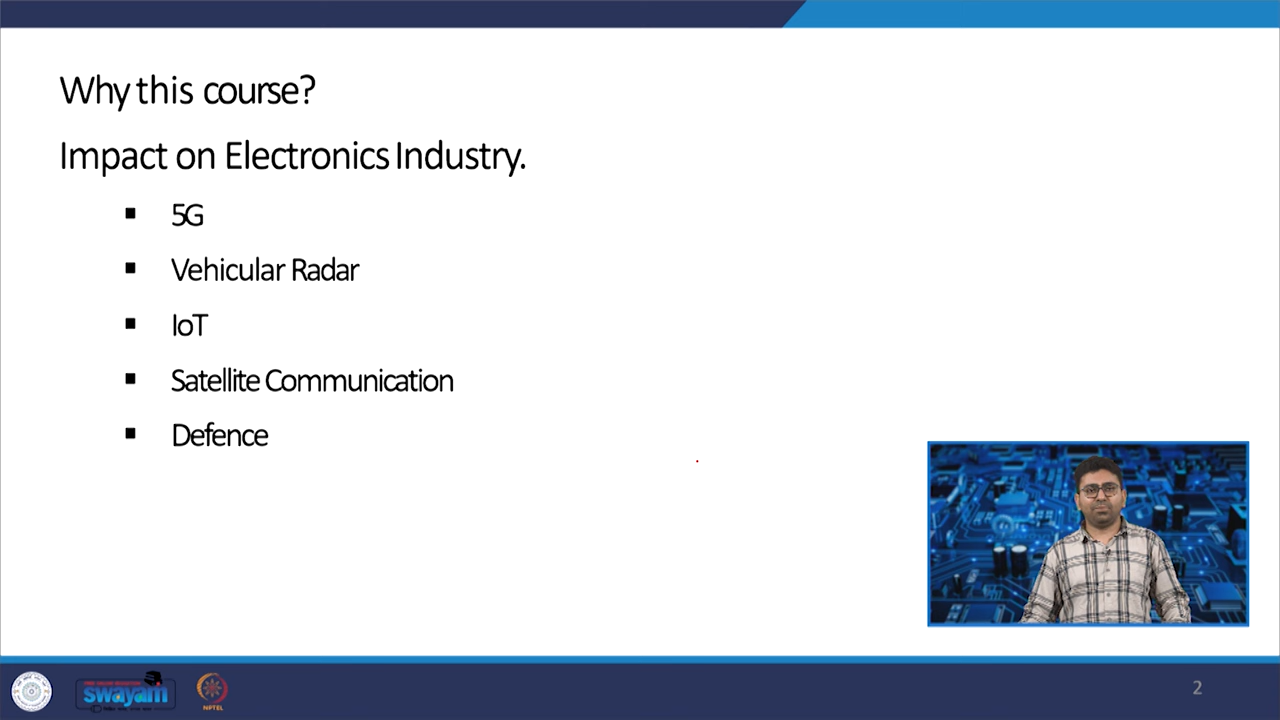 Why this course?
Impact on Electronics Industry.
5G
Vehicular Radar
IoT
Satellite Communication
Defence
swayam
NPTEL
2